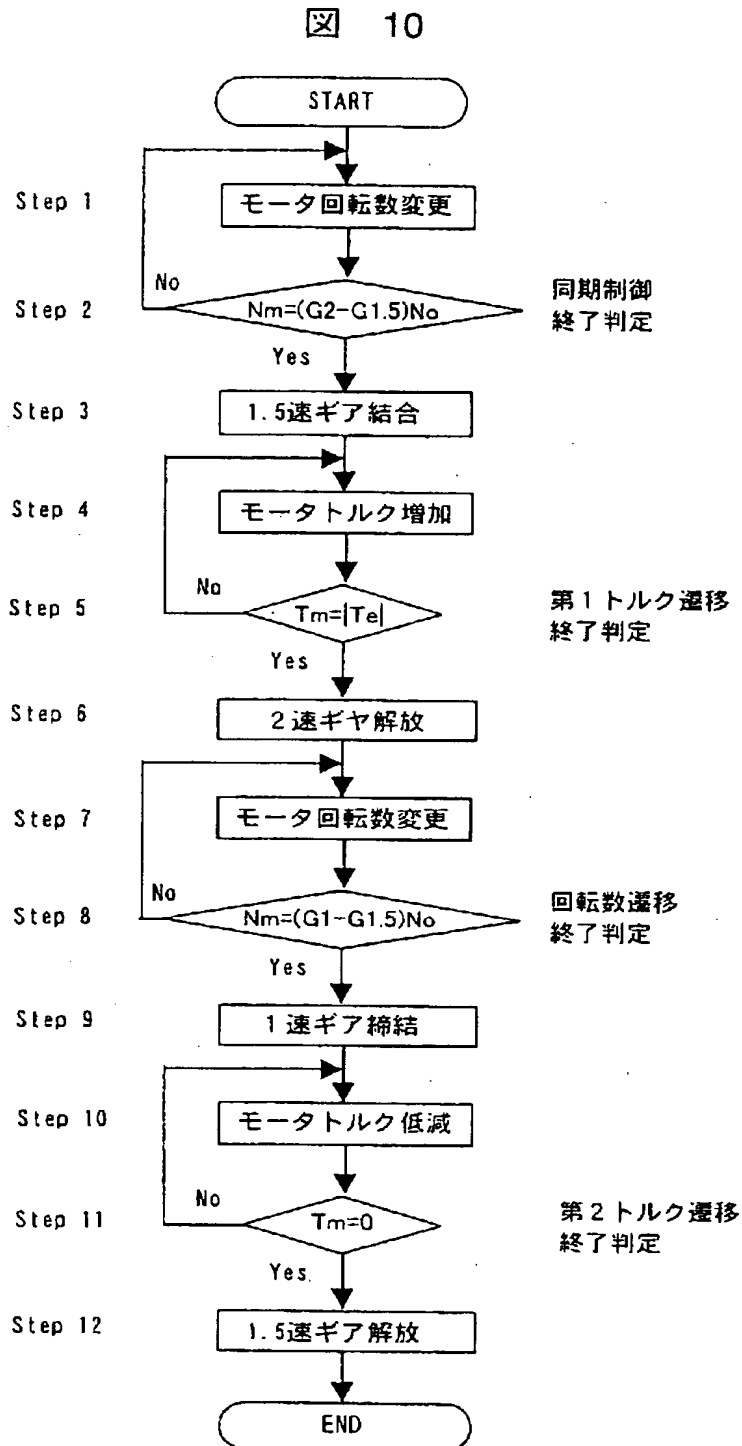 図 10
START
Step 1
モータ回転数変更
No
Step 2
Nm=(G2-G1.5)No
同期制御
終了判定
Yes
Step 3
1.5速ギア結合
Step 4
モータトルク増加
No
Step 5
Tm=|Te|
第1トルク遷移
終了判定
Yes
Step 6
2速ギヤ解放
Step 7
モータ回転数変更
No
Step 8
Nm=(G1-G1.5)No
回転数遷移
終了判定
Yes
Step 9
1速ギア締結
Step 10
モータトルク低減
No
Step 11
Tm=0
第2トルク遷移
終了判定
Yes
Step 12
1.5速ギア解放
END